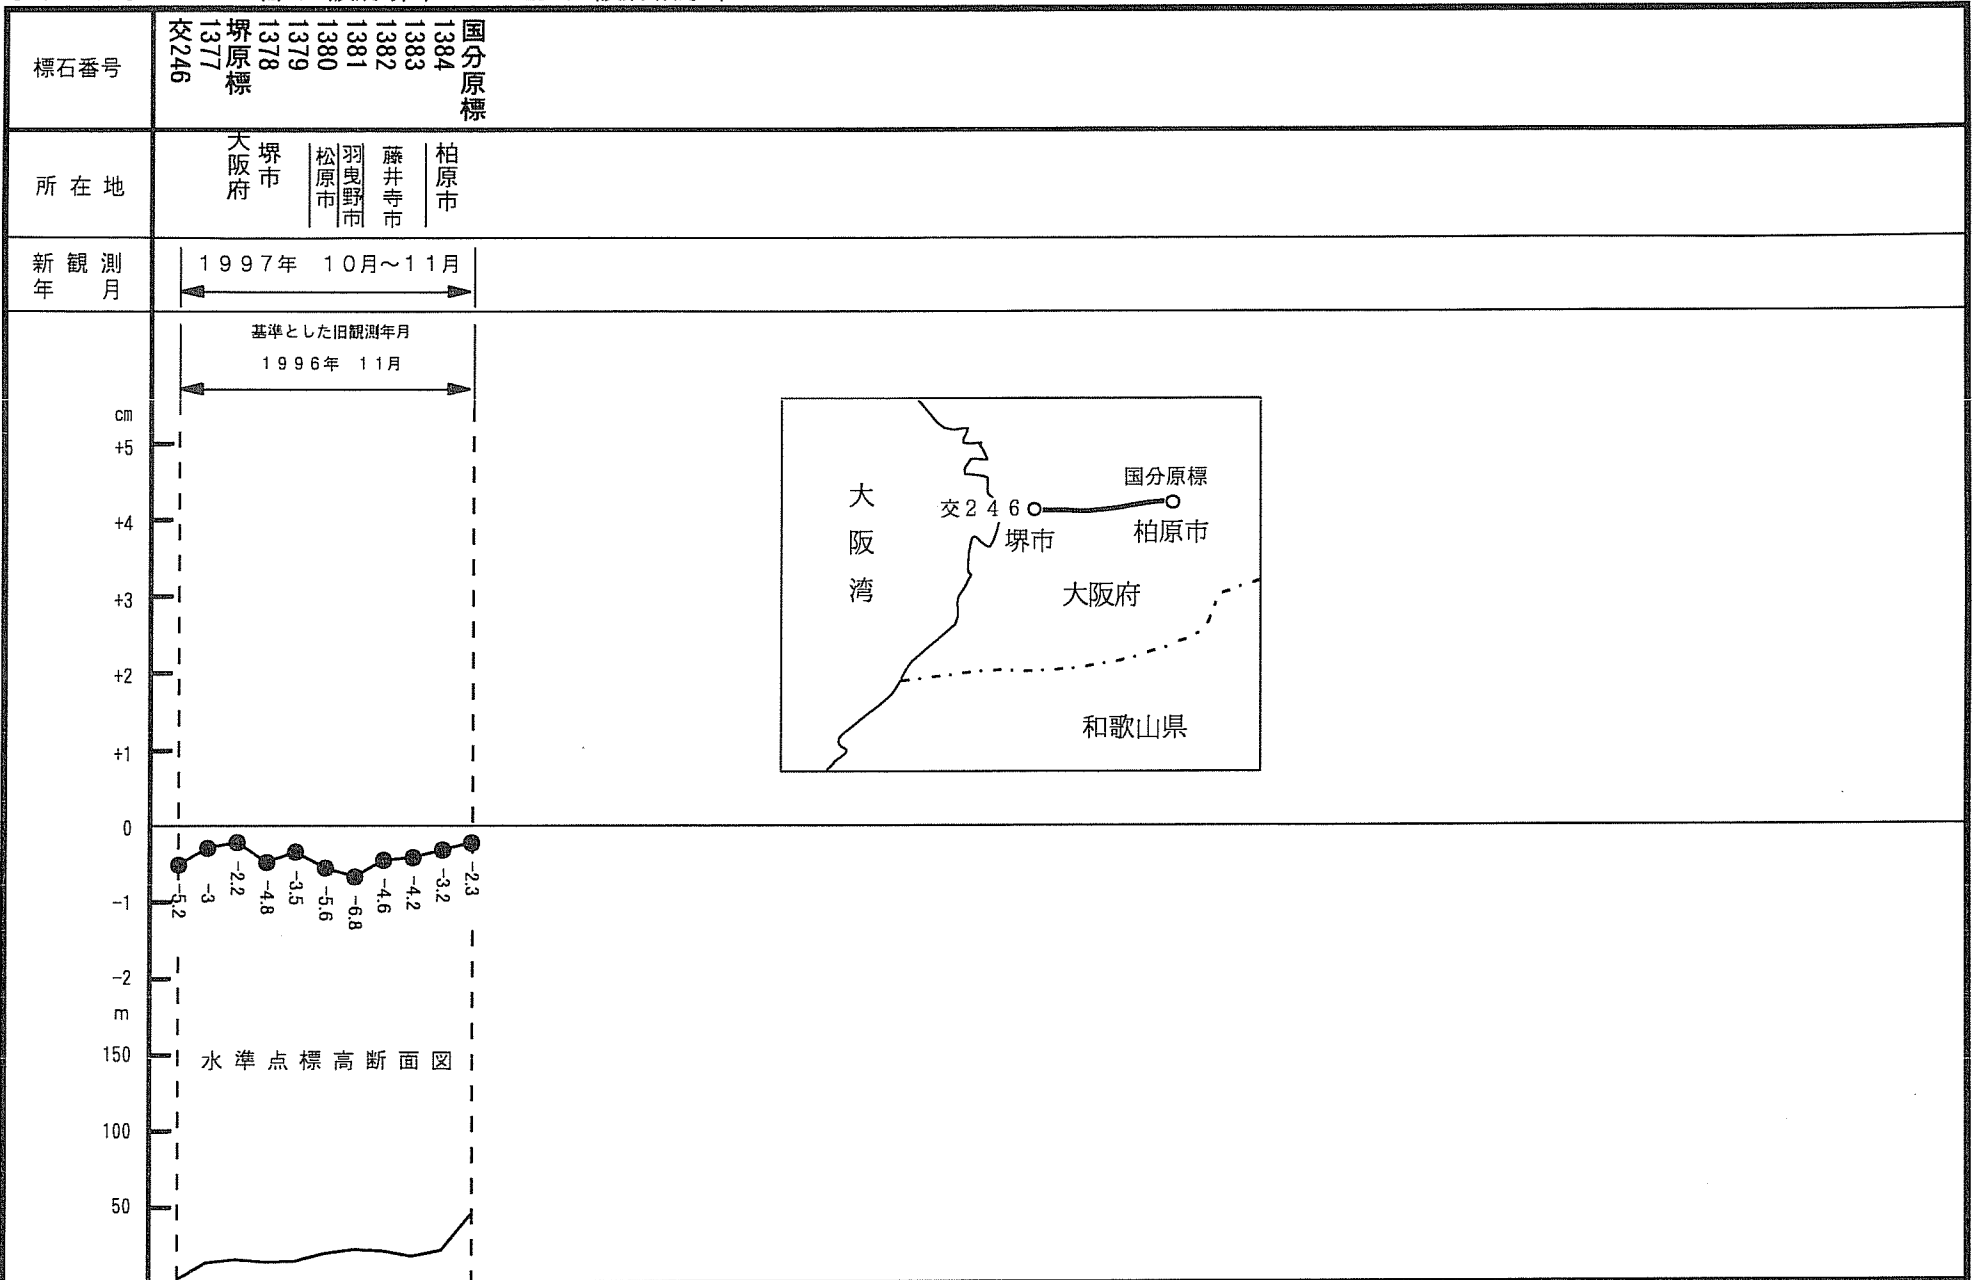 標石番号
交246
1377
堺原標
1378
1379
1380
1381
1382
1383
1384
国分原標
所在地
大阪府
堺市
松原市
羽曳野市
藤井寺市
柏原市
新観測
年月
1997年 10月～11月
基準とした旧観測年月
1996年 11月
cm
+5
+4
+3
+2
+1
0
-1
-2
-5.2
-3
-2.2
-4.8
-3.5
-5.6
-6.8
-4.6
-4.2
-3.2
-2.3
m
150
100
50
水準点標高断面図
大阪湾
国分原標
交246
堺市
柏原市
大阪府
和歌山県